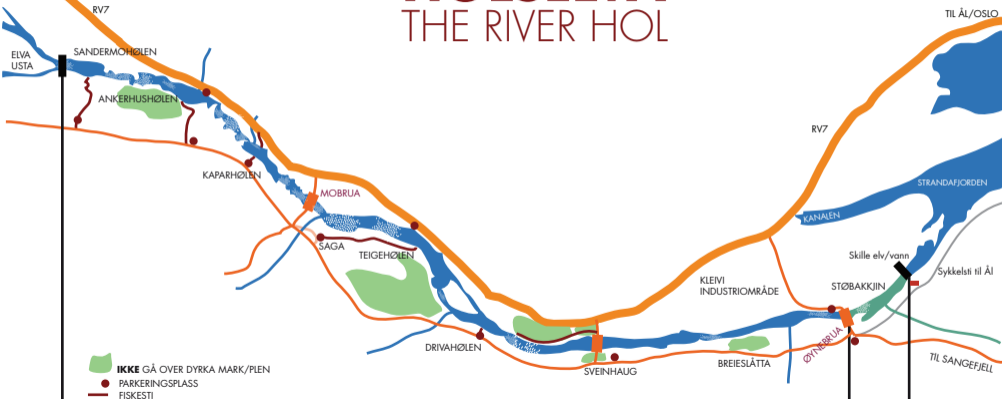 THE RIVER HOL
RV7
TIL ÅL/OSLO
ELVA
USTA
SANDERMOHØLEN
ANKERHUSHØLEN
RV7
KAPARHØLEN
MOBRUA
STRANDAFJORDEN
KANALEN
SAGA
TEIGEHØLEN
Skille elv/vann
Sykkelsti til Ål
KLEIVI
INDUSTRIOMRÅDE
STØBAKKJIN
DRIVAHØLEN
ØYNEBRUA
SVEINHAUG
BREIESLÅTTA
TIL SANGEFJELL
IKKE GÅ OVER DYRKA MARK/PLEN
PARKERINGSPLASS
FISKESTI